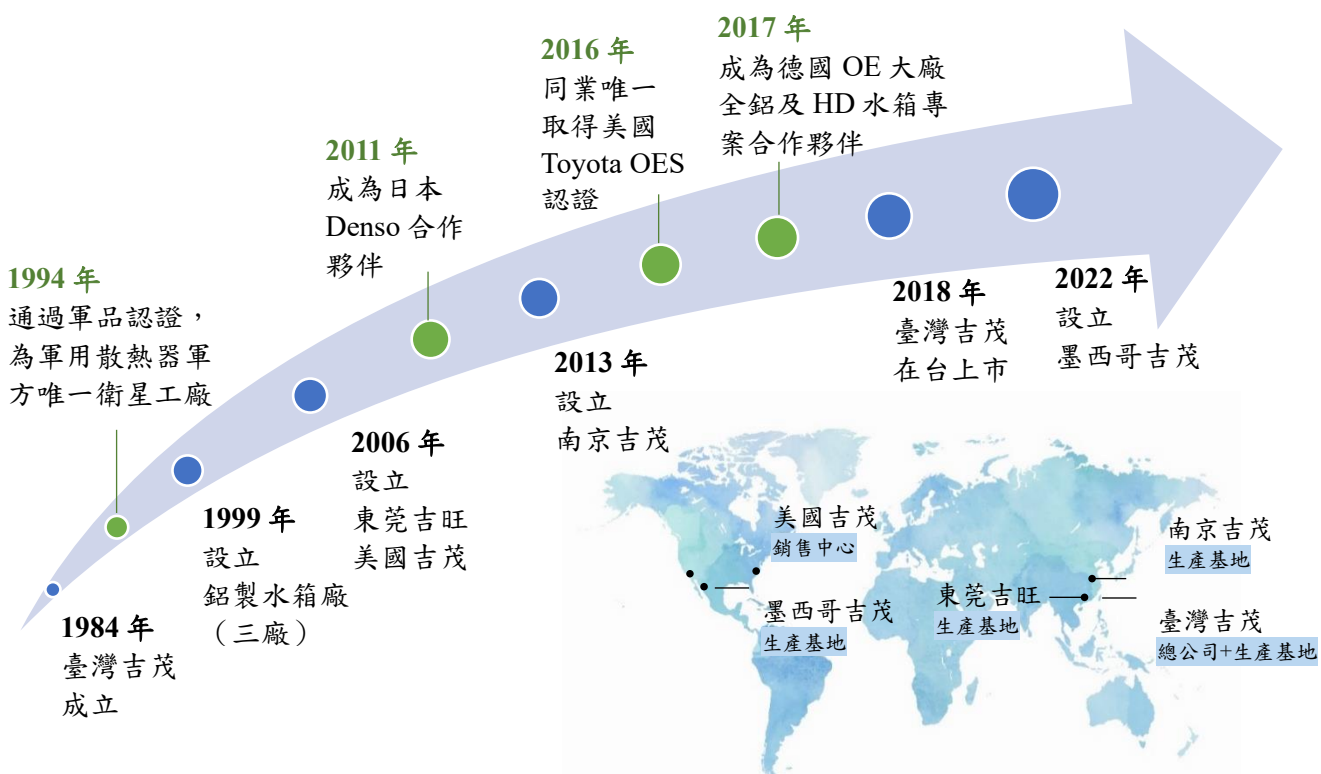 1984 年
臺灣吉茂
成立
1994 年
通過軍品認證，
為軍用散熱器軍
方唯一衛星工廠
1999 年
設立
鋁製水箱廠
（三廠）
2006 年
設立
東莞吉旺
美國吉茂
2011 年
成為日本
Denso 合作
夥伴
2013 年
設立
南京吉茂
2016 年
同業唯一
取得美國
Toyota OES
認證
2017 年
成為德國 OE 大廠
全鋁及 HD 水箱專
案合作夥伴
2018 年
臺灣吉茂
在台上市
2022 年
設立
墨西哥吉茂
美國吉茂
銷售中心
墨西哥吉茂
生產基地
東莞吉旺
生產基地
南京吉茂
生產基地
臺灣吉茂
總公司+生產基地